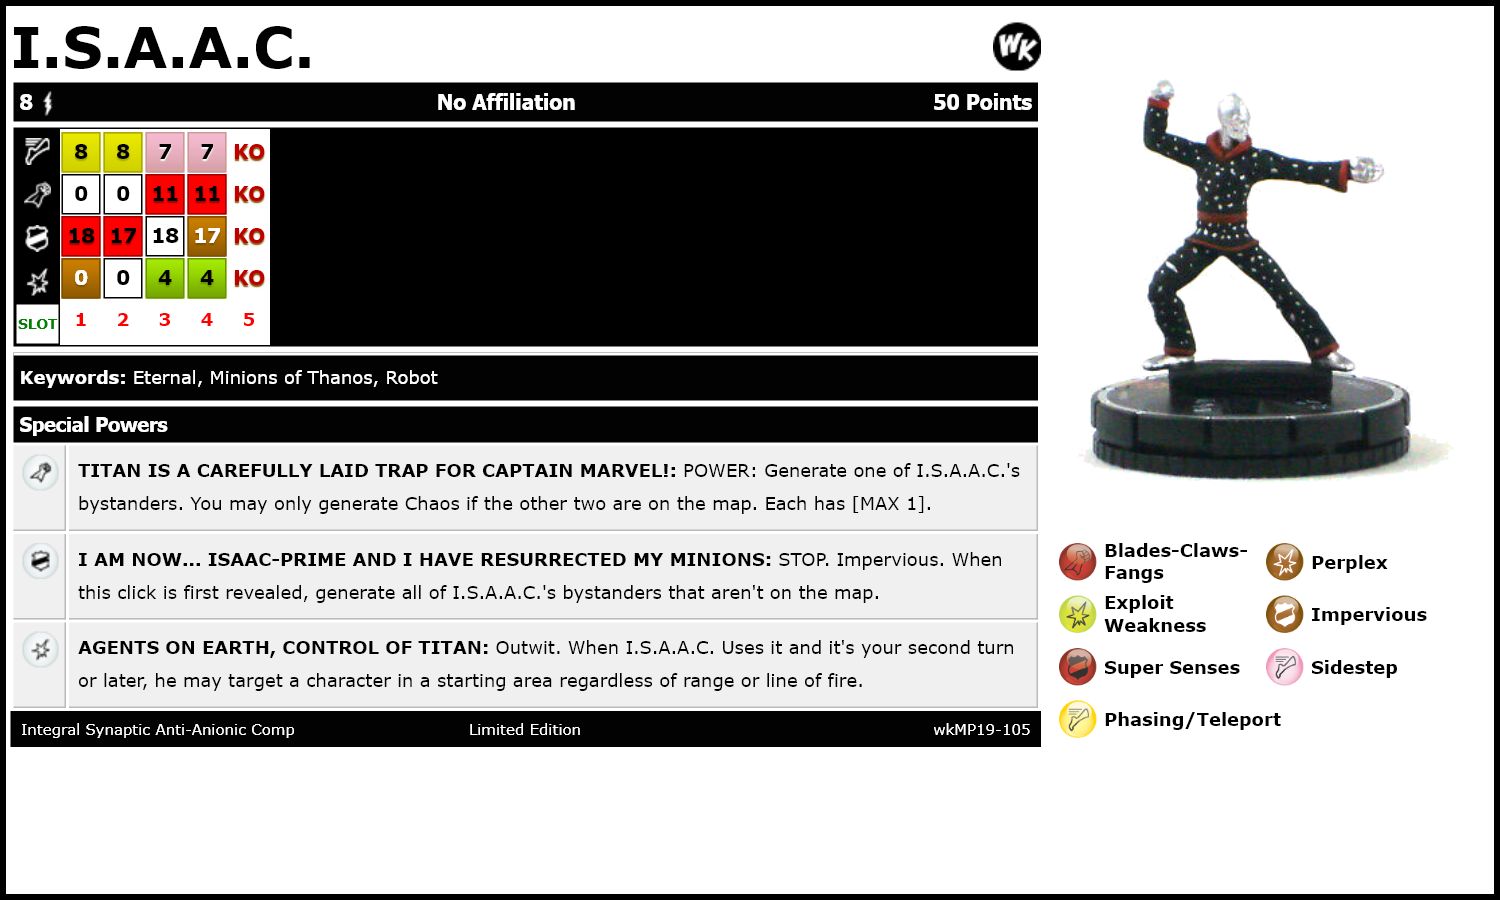 I.S.A.A.C.
WK
8 No Affiliation 50 Points
8 8 7 7 KO
0 0 11 11 KO
18 17 18 17 KO
0 0 4 4 KO
SLOT 1 2 3 4 5
Keywords: Eternal, Minions of Thanos, Robot
Special Powers
TITAN IS A CAREFULLY LAID TRAP FOR CAPTAIN MARVEL!: POWER: Generate one of I.S.A.A.C.'s
bystanders. You may only generate Chaos if the other two are on the map. Each has [MAX 1].
I AM NOW... ISAAC-PRIME AND I HAVE RESURRECTED MY MINIONS: STOP. Impervious. When
this click is first revealed, generate all of I.S.A.A.C.'s bystanders that aren't on the map.
AGENTS ON EARTH, CONTROL OF TITAN: Outwit. When I.S.A.A.C. Uses it and it's your second turn
or later, he may target a character in a starting area regardless of range or line of fire.
Integral Synaptic Anti-Anionic Comp Limited Edition wkMP19-105
Blades-Claws-
Fangs
Perplex
Exploit
Weakness
Impervious
Super Senses
Sidestep
Phasing/Teleport